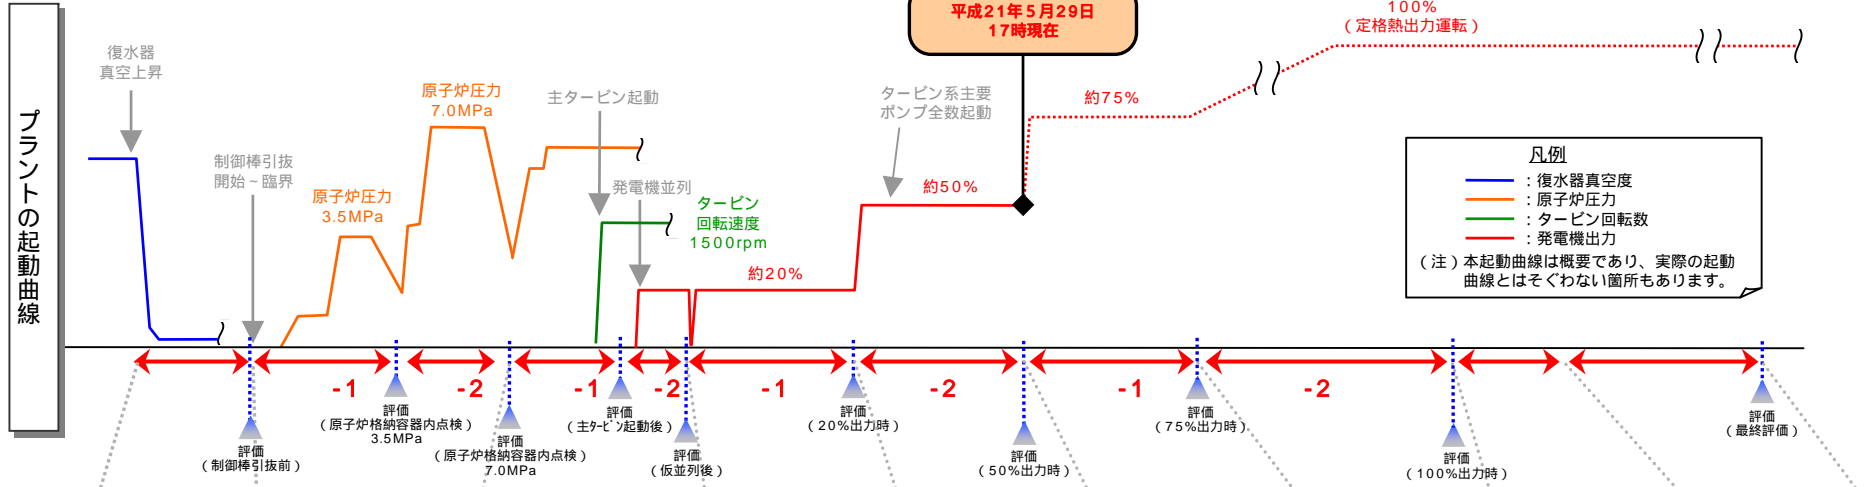 プラントの起動曲線
平成21年5月29日
17時現在
100%
(定格熱出力運転)
復水器
真空上昇
制御棒引抜
開始~臨界
原子炉圧力
3.5MPa
原子炉圧力
7.0MPa
主タービン起動
発電機並列
タービン
回転速度
1500rpm
約20%
タービン系主要
ポンプ全数起動
約50%
約75%
凡例
:復水器真空度
:原子炉圧力
:タービン回転数
:発電機出力
(注)本起動曲線は概要であり、実際の起動
曲線とはそぐわない箇所もあります。
-1
-2
-1
-2
-1
-2
-1
-2
評価
(制御棒引抜前)
評価
(原子炉格納容器内点検)
3.5MPa
評価
(原子炉格納容器内点検)
7.0MPa
評価
(主タービン起動後)
評価
(仮並列後)
評価
(20%出力時)
評価
(50%出力時)
評価
(75%出力時)
評価
(100%出力時)
評価
(最終評価)